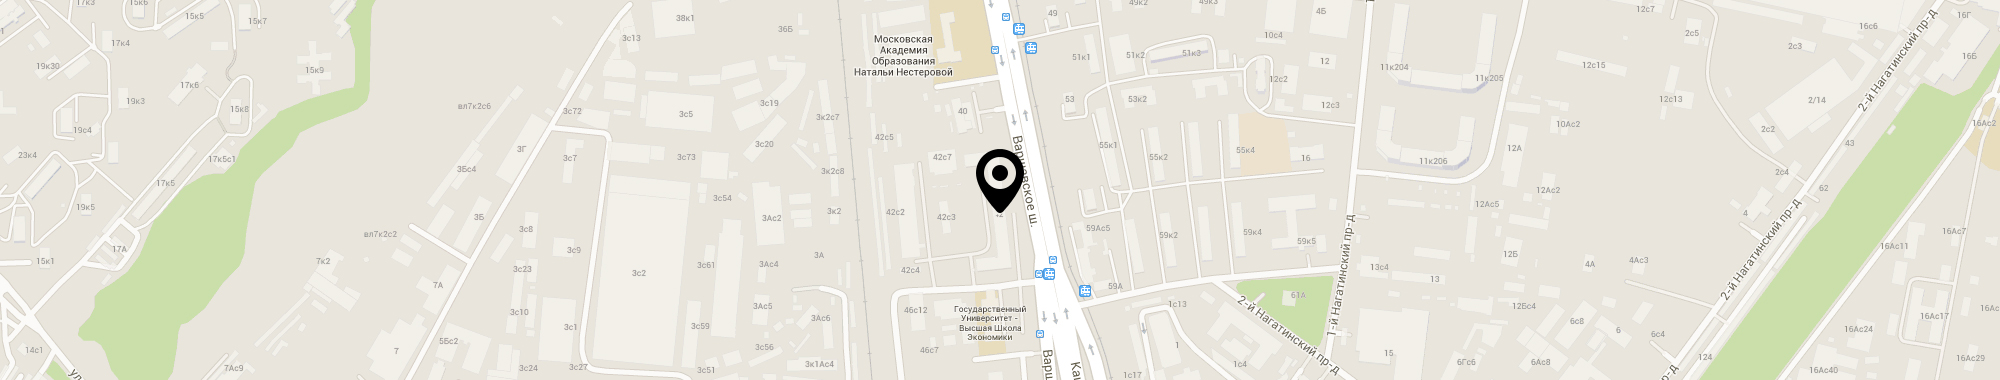 17к3
15к6
15к5
15к7
17к4
19к30
15к9
17к6
19к3
15к8
19с4
23к4
17к5с1
17к5
19к5
17А
15к1
14с1
38к1
3с13
36Б
вл7к2с6
3с72
3с5
3с19
3к2с7
3Г
3с7
3с73
3с20
3Бс4
3к2с8
3с54
3Б
3Ас2
3к2
3с8
вл7к2с2
3с9
7к2
3с23
3с2
3с61
3Ас4
3А
7А
3с10
3Ас5
3с1
3с59
3Ас6
5Бс2
3с56
7
7Ас9
3с51
3к1Ас4
Московская
Академия
Образования
Натальи Нестеровой
40
42с5
42с7
42с2
42с3
42с4
Варшавское ш.
46с12
Государственный
Университет -
Высшая Школа
Экономики
46с7
Варш
49
49к2
49к3
51к1
51к2
51к3
53
53к2
55к1
55к2
55к4
16
59Ас5
59к2
59к4
59к5
59А
61А
1с13
1
1с4
1с17
4Б
10с4
12
12с2
12с3
11к204
11к205
11к206
12с7
2с5
2с3
12с15
12с13
10Ас2
2с2
2/14
12А
12Ас2
12Ас5
43
2с4
62
4
12Б
4А
4Ас3
13с4
13
12Бс4
6с8
6
6с4
6Гс6
6Ас8
15
124
16Г
16с6
16Б
16Ас2
16Ас7
16Ас11
16Ас17
16Ас24
16Ас29
16Ас40
2-й Нагатинский пр-д
2-й Нагатинский пр-д
1-й Нагатинский пр-д
2-й Нагатинский пр-д
пр-д